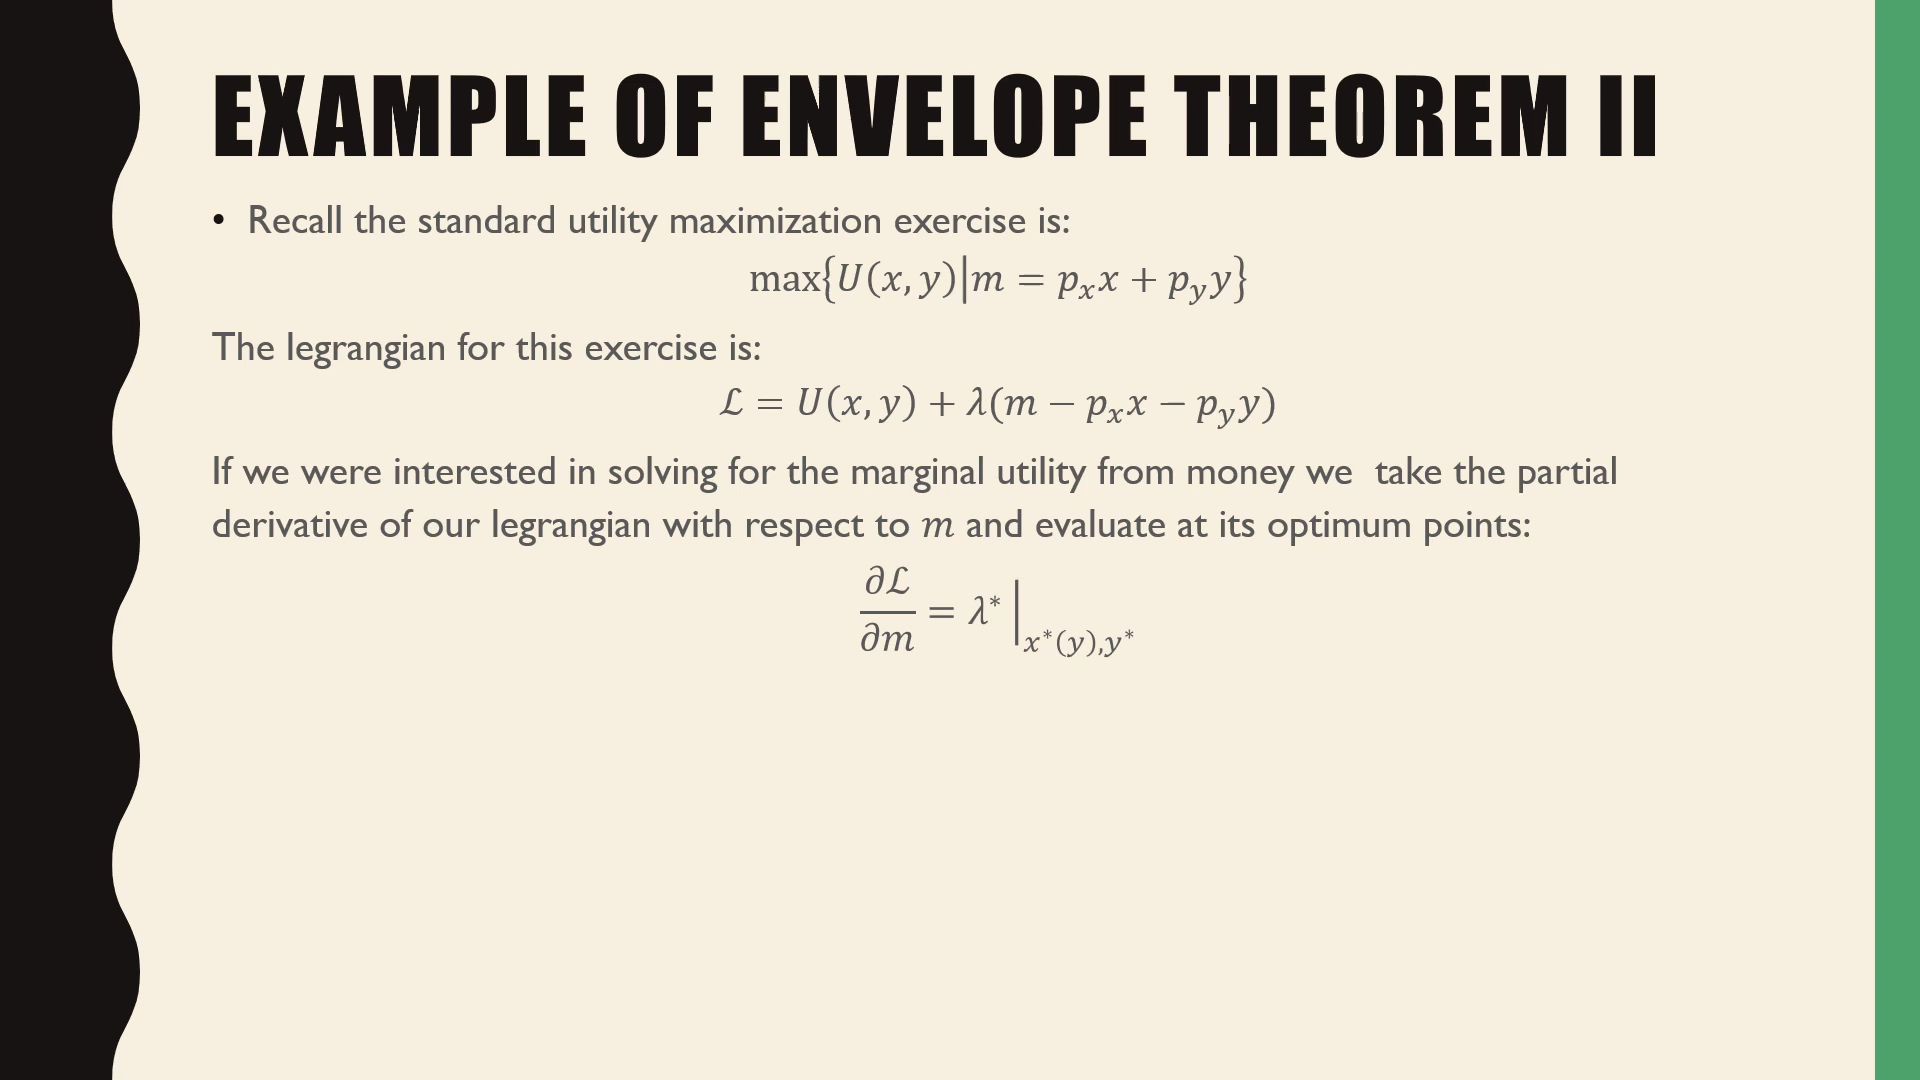 EXAMPLE OF ENVELOPE THEOREM II
• Recall the standard utility maximization exercise is:
max{U(x, y)|m = pₓx + p_y y}
The legrangian for this exercise is:
ℒ = U(x, y) + λ(m − pₓx − p_y y)
If we were interested in solving for the marginal utility from money we  take the partial
derivative of our legrangian with respect to m and evaluate at its optimum points:
∂ℒ/∂m = λ* |_{x*(y),y*}